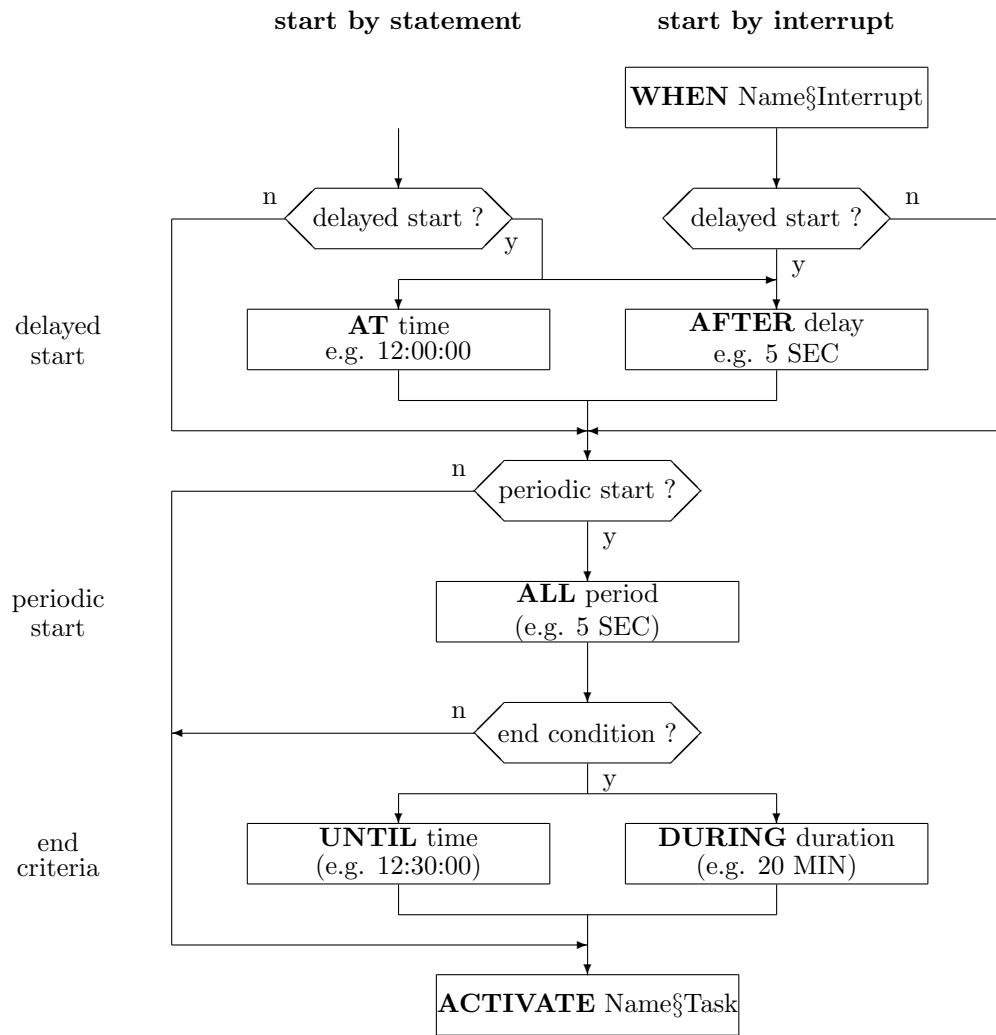 start by statement
start by interrupt
WHEN Name§Interrupt
n
delayed start ?
y
delayed start ?
n
y
delayed
start
AT time
e.g. 12:00:00
AFTER delay
e.g. 5 SEC
n
periodic start ?
y
periodic
start
ALL period
(e.g. 5 SEC)
n
end condition ?
y
end
criteria
UNTIL time
(e.g. 12:30:00)
DURING duration
(e.g. 20 MIN)
ACTIVATE Name§Task